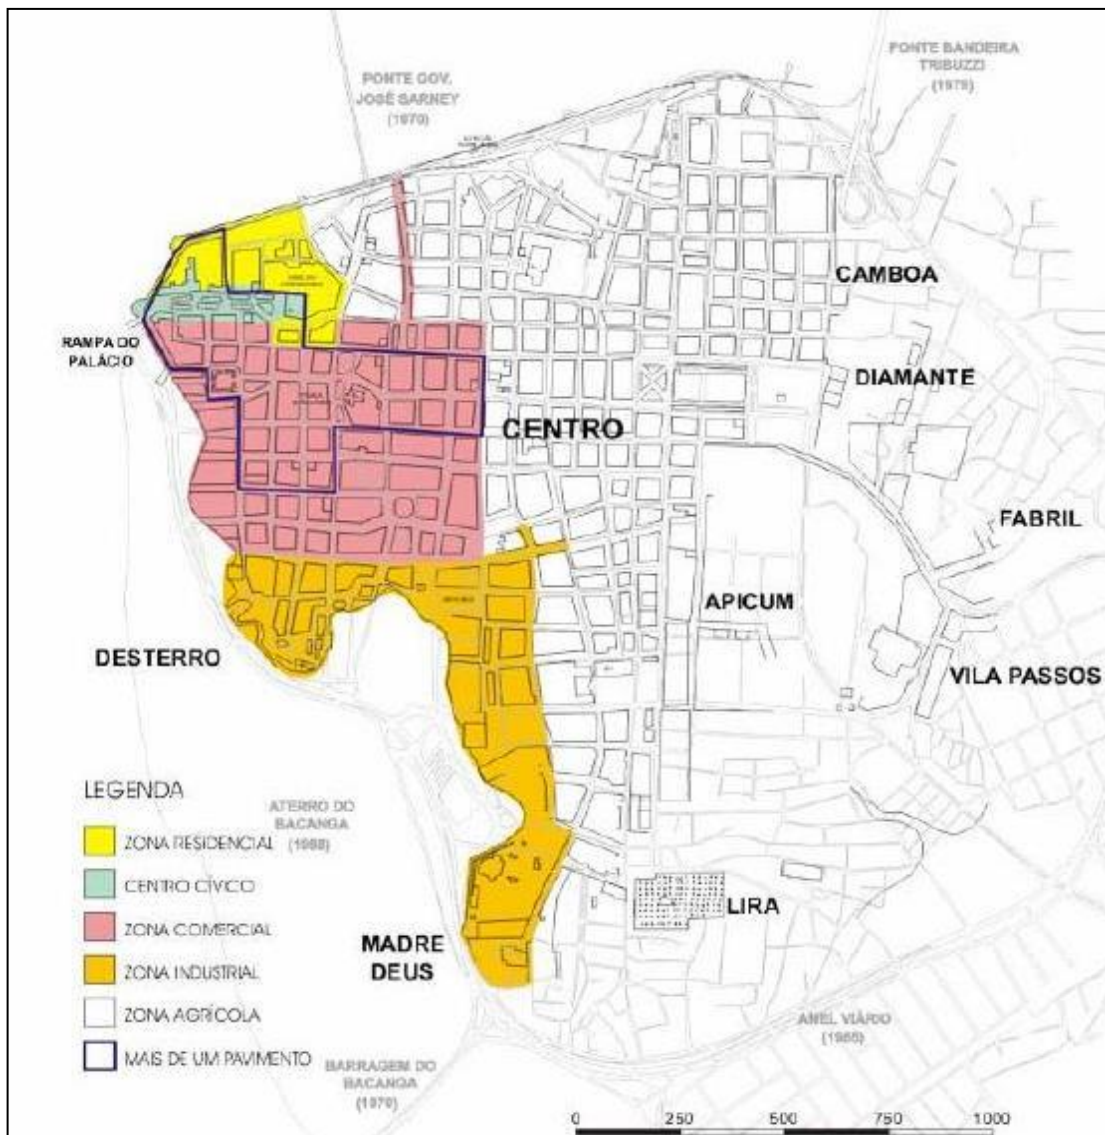 PONTE GOV.
JOSÉ SARNEY
(1970)
PONTE BANDEIRA
TRIBUZZI
CAMBOA
RAMPA DO
PALÁCIO
DIAMANTE
CENTRO
FABRIL
APICUM
DESTERRO
VILA PASSOS
LEGENDA
ZONA RESIDENCIAL
CENTRO CÍVICO
ZONA COMERCIAL
ZONA INDUSTRIAL
ZONA AGRÍCOLA
MAIS DE UM PAVIMENTO
ATERRO DO
BACANGA
LIRA
MADRE
DEUS
ANEL VIÁRIO
BARRAGEM DO
BACANGA
(1970)
0 250 500 750 1000